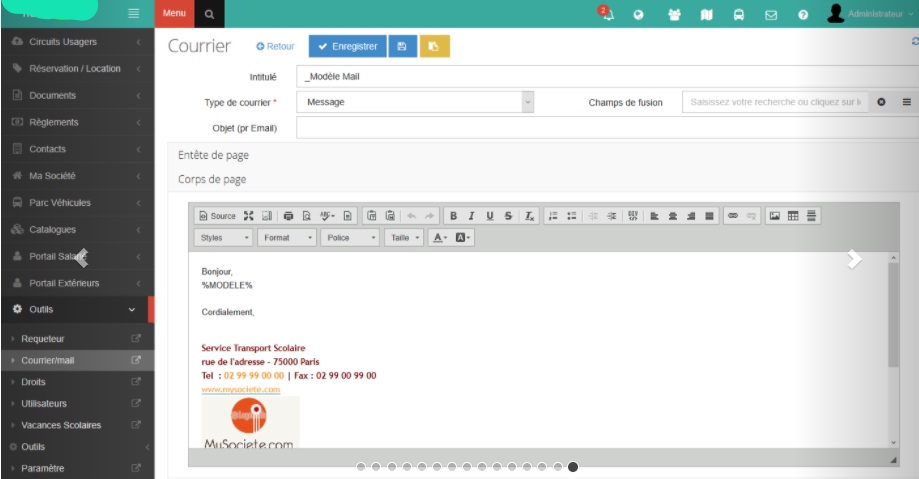 Menu
2
Administrateur
Circuits Usagers
Réservation / Location
Documents
Règlements
Contacts
Ma Société
Parc Véhicules
Catalogues
Portail Salarié
Portail Extérieurs
Outils
Requeteur
Courrier/mail
Droits
Utilisateurs
Vacances Scolaires
Outils
Paramètre
Courrier
Retour
Enregistrer
Intitulé
_Modèle Mail
Type de courrier *
Message
Champs de fusion
Saisissez votre recherche ou cliquez sur l
Objet (pr Email)
Entête de page
Corps de page
Source
B I U S Ix
Styles
Format
Police
Taille
A
A
Bonjour,
%MODELE%
Cordialement,
Service Transport Scolaire
rue de l'adresse - 75000 Paris
Tel : 02 99 99 00 00 | Fax : 02 99 00 99 00
www.mysociete.com
MySociete.com